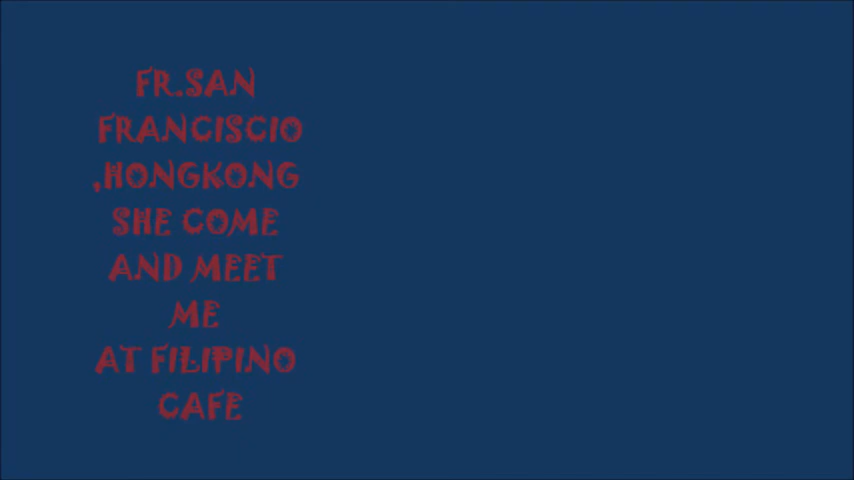 FR.SAN
FRANCISCIO
,HONGKONG
SHE COME
AND MEET
ME
AT FILIPINO
CAFE